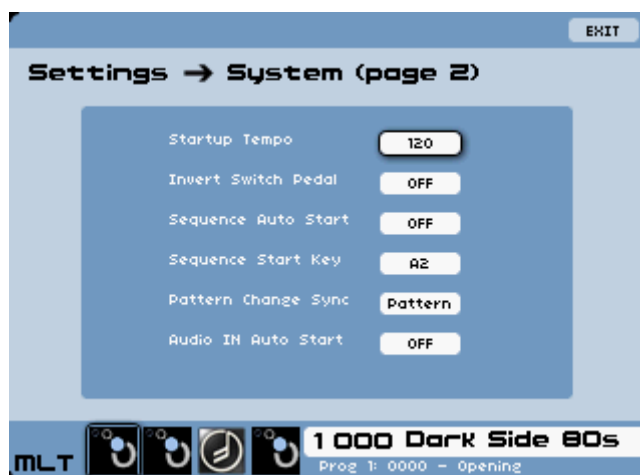 EXIT
Settings → System (page 2)
Startup Tempo 120
Invert Switch Pedal OFF
Sequence Auto Start OFF
Sequence Start Key A2
Pattern Change Sync Pattern
Audio IN Auto Start OFF
MLT
1 000 Dark Side 80s
Prog 1: 0000 - Opening